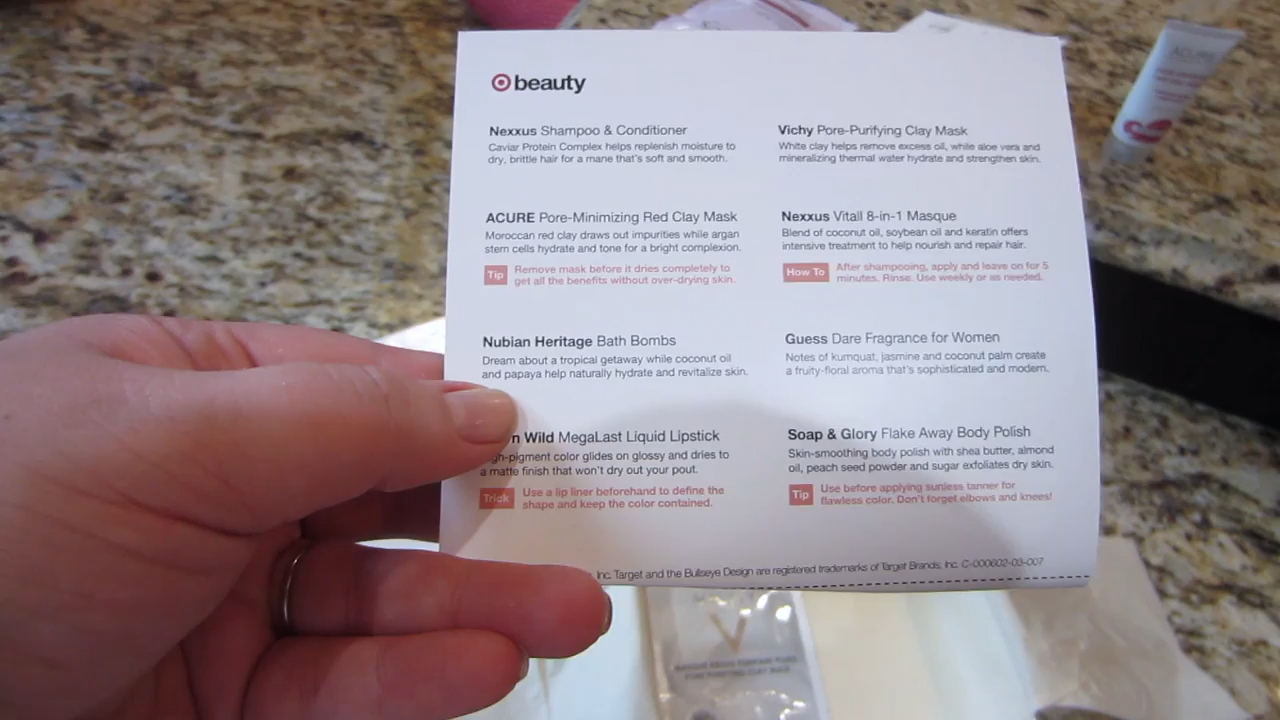 beauty
Nexxus Shampoo & Conditioner
Caviar Protein Complex helps replenish moisture to
dry, brittle hair for a mane that's soft and smooth.
ACURE Pore-Minimizing Red Clay Mask
Moroccan red clay draws out impurities while argan
stem cells hydrate and tone for a bright complexion.
Tip Remove mask before it dries completely to
get all the benefits without over-drying skin.
Nubian Heritage Bath Bombs
Dream about a tropical getaway while coconut oil
and papaya help naturally hydrate and revitalize skin.
n Wild MegaLast Liquid Lipstick
gh-pigment color glides on glossy and dries to
a matte finish that won't dry out your pout.
Trick Use a lip liner beforehand to define the
shape and keep the color contained.
Vichy Pore-Purifying Clay Mask
White clay helps remove excess oil, while aloe vera and
mineralizing thermal water hydrate and strengthen skin.
Nexxus Vitall 8-in-1 Masque
Blend of coconut oil, soybean oil and keratin offers
intensive treatment to help nourish and repair hair.
How To After shampooing, apply and leave on for 5
minutes. Rinse. Use weekly or as needed.
Guess Dare Fragrance for Women
Notes of kumquat, jasmine and coconut palm create
a fruity-floral aroma that's sophisticated and modern.
Soap & Glory Flake Away Body Polish
Skin-smoothing body polish with shea butter, almond
oil, peach seed powder and sugar exfoliates dry skin.
Tip Use before applying sunless tanner for
flawless color. Don't forget elbows and knees!
Inc. Target and the Bullseye Design are registered trademarks of Target Brands, Inc. C-000602-03-007
ACURE
V